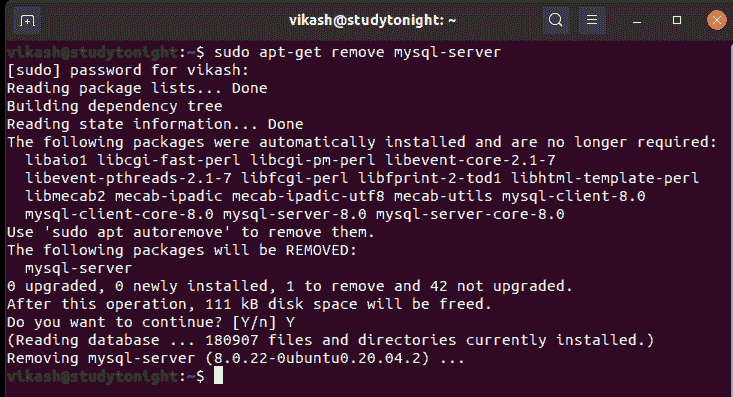 vikash@studytonight: ~
vikash@studytonight:~$ sudo apt-get remove mysql-server
[sudo] password for vikash:
Reading package lists... Done
Building dependency tree
Reading state information... Done
The following packages were automatically installed and are no longer required:
  libaio1 libcgi-fast-perl libcgi-pm-perl libevent-core-2.1-7
  libevent-pthreads-2.1-7 libfcgi-perl libfprint-2-tod1 libhtml-template-perl
  libmecab2 mecab-ipadic mecab-ipadic-utf8 mecab-utils mysql-client-8.0
  mysql-client-core-8.0 mysql-server-8.0 mysql-server-core-8.0
Use 'sudo apt autoremove' to remove them.
The following packages will be REMOVED:
  mysql-server
0 upgraded, 0 newly installed, 1 to remove and 42 not upgraded.
After this operation, 111 kB disk space will be freed.
Do you want to continue? [Y/n] Y
(Reading database ... 180907 files and directories currently installed.)
Removing mysql-server (8.0.22-0ubuntu0.20.04.2) ...
vikash@studytonight:~$